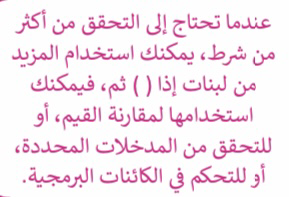 عندما تحتاج إلى التحقق من أكثر
من شرط، يمكنك استخدام المزيد
من لبنات إذا ( ) ثم، فيمكنك
استخدامها لمقارنة القيم، أو
للتحقق من المدخلات المحددة،
أو للتحكم في الكائنات البرمجية.